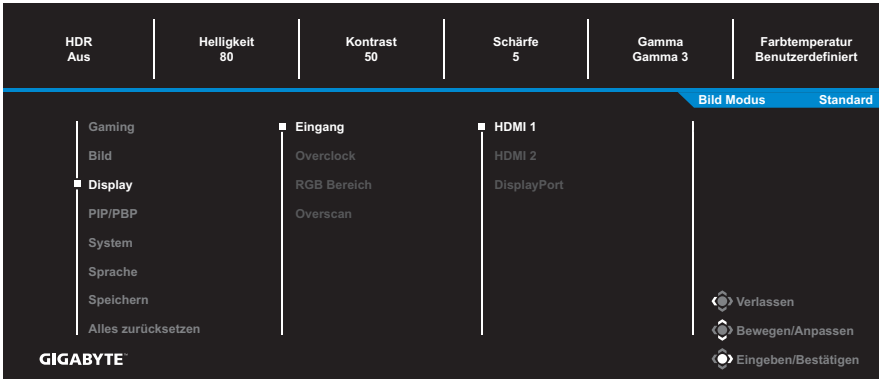 HDR Helligkeit Kontrast Schärfe Gamma Farbtemperatur
Aus 80 50 5 Gamma 3 Benutzerdefiniert
Bild Modus Standard
Gaming Eingang HDMI 1
Bild Overclock HDMI 2
Display RGB Bereich DisplayPort
PIP/PBP Overscan
System
Sprache
Speichern Verlassen
Alles zurücksetzen Bewegen/Anpassen
GIGABYTE™ Eingeben/Bestätigen